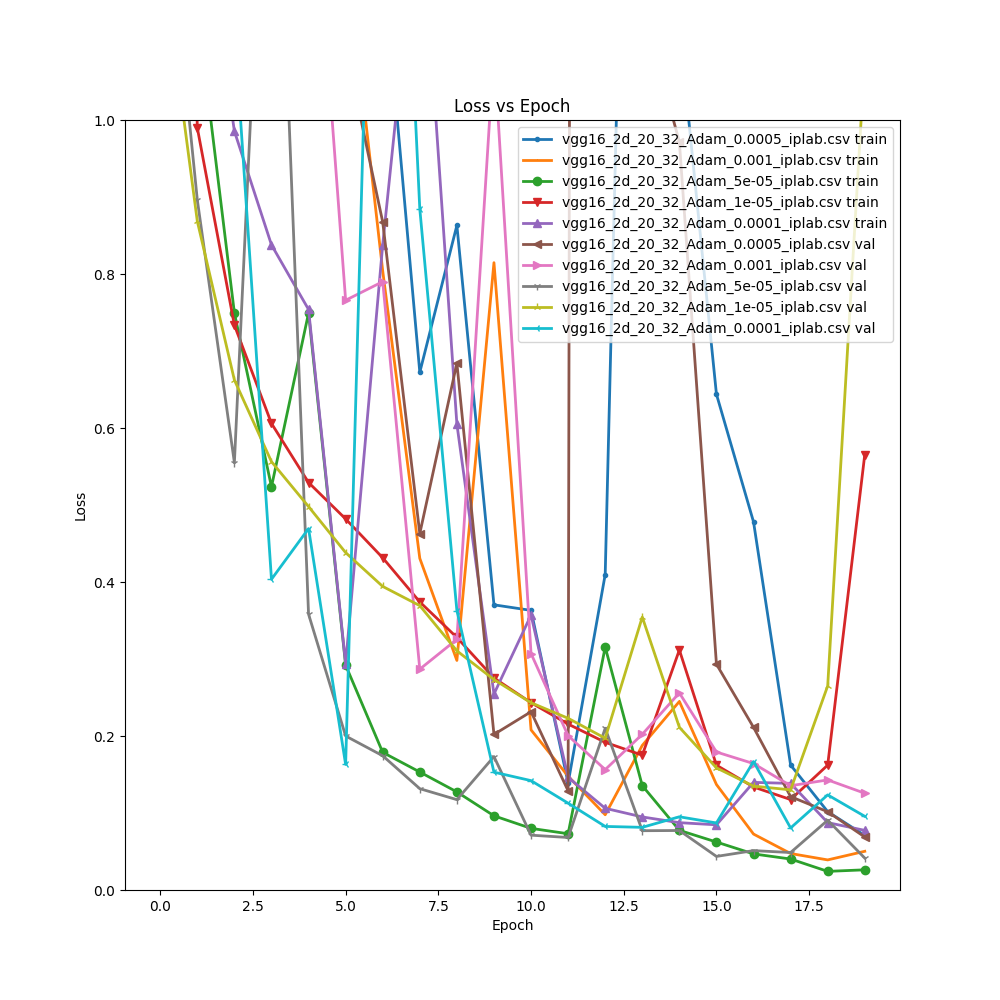 Loss vs Epoch
1.0
0.8
0.6
0.4
0.2
0.0
Loss
vgg16_2d_20_32_Adam_0.0005_iplab.csv train
vgg16_2d_20_32_Adam_0.001_iplab.csv train
vgg16_2d_20_32_Adam_5e-05_iplab.csv train
vgg16_2d_20_32_Adam_1e-05_iplab.csv train
vgg16_2d_20_32_Adam_0.0001_iplab.csv train
vgg16_2d_20_32_Adam_0.0005_iplab.csv val
vgg16_2d_20_32_Adam_0.001_iplab.csv val
vgg16_2d_20_32_Adam_5e-05_iplab.csv val
vgg16_2d_20_32_Adam_1e-05_iplab.csv val
vgg16_2d_20_32_Adam_0.0001_iplab.csv val
0.0 2.5 5.0 7.5 10.0 12.5 15.0 17.5
Epoch